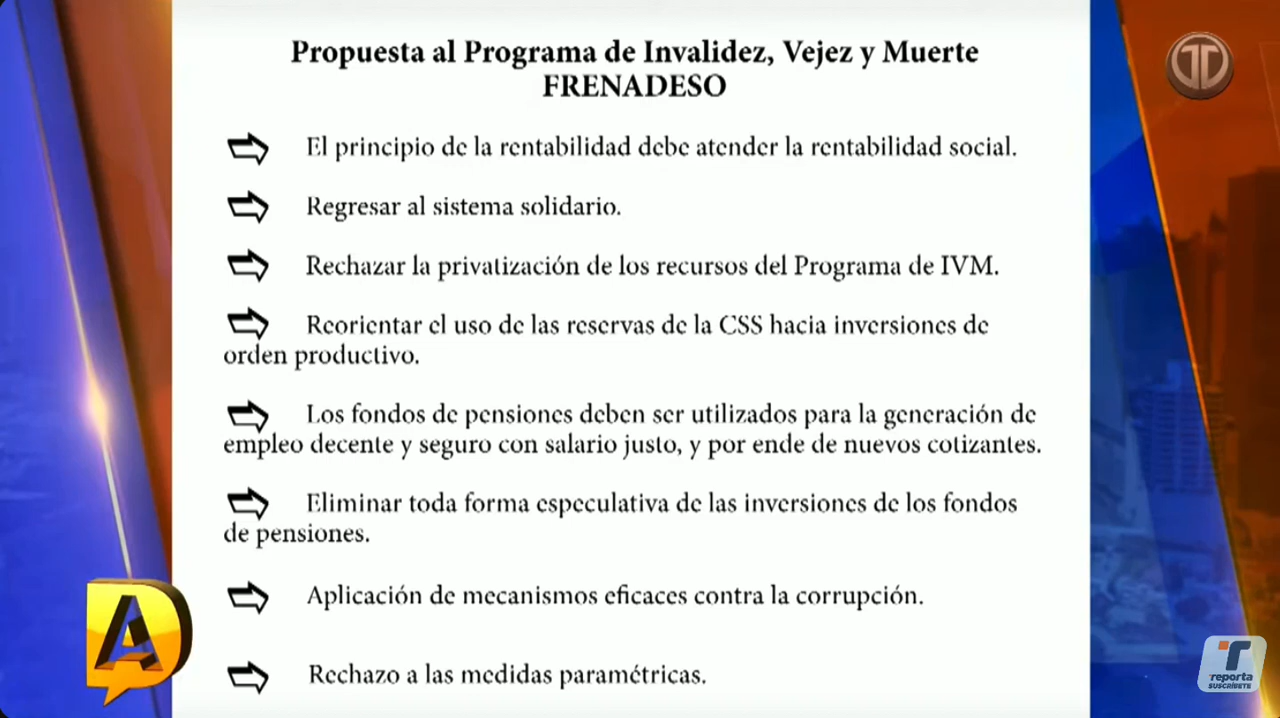 Propuesta al Programa de Invalidez, Vejez y Muerte
FRENADESO
El principio de la rentabilidad debe atender la rentabilidad social.
Regresar al sistema solidario.
Rechazar la privatización de los recursos del Programa de IVM.
Reorientar el uso de las reservas de la CSS hacia inversiones de
orden productivo.
Los fondos de pensiones deben ser utilizados para la generación de
empleo decente y seguro con salario justo, y por ende de nuevos cotizantes.
Eliminar toda forma especulativa de las inversiones de los fondos
de pensiones.
Aplicación de mecanismos eficaces contra la corrupción.
Rechazo a las medidas paramétricas.
AD
reporta
SUSCRÍBETE